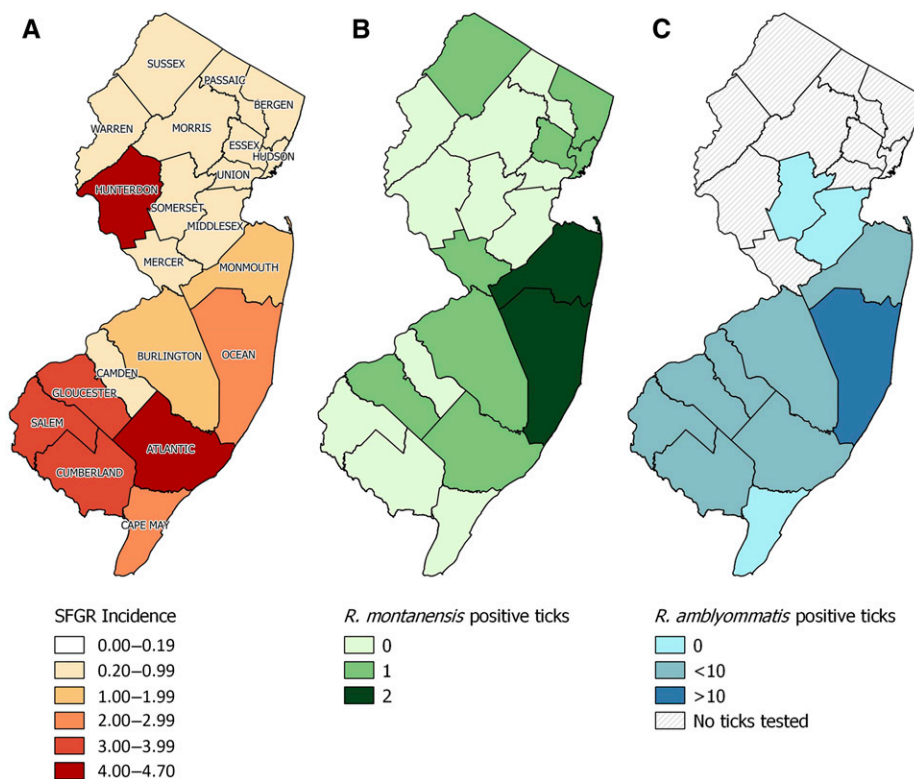 A
B
C
SUSSEX
PASSAIC
BERGEN
WARREN
MORRIS
ESSEX
HUDSON
HUNTERDON
UNION
SOMERSET
MIDDLESEX
MERCER
MONMOUTH
BURLINGTON
OCEAN
CAMDEN
GLOUCESTER
SALEM
ATLANTIC
CUMBERLAND
CAPE MAY
SFGR Incidence
0.00–0.19
0.20–0.99
1.00–1.99
2.00–2.99
3.00–3.99
4.00–4.70
R. montanensis positive ticks
0
1
2
R. amblyommatis positive ticks
0
<10
>10
No ticks tested